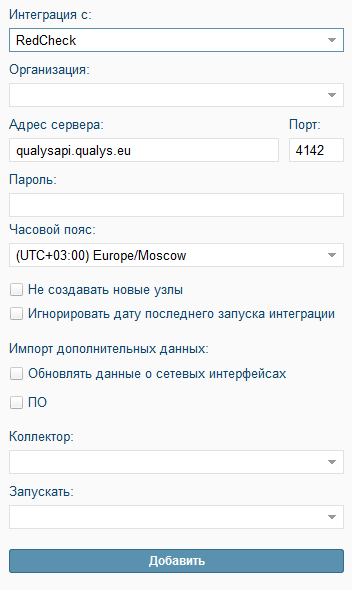 Интеграция с:
RedCheck
Организация:
Адрес сервера: Порт:
qualysapi.qualys.eu 4142
Пароль:
Часовой пояс:
(UTC+03:00) Europe/Moscow
Не создавать новые узлы
Игнорировать дату последнего запуска интеграции
Импорт дополнительных данных:
Обновлять данные о сетевых интерфейсах
ПО
Коллектор:
Запускать:
Добавить